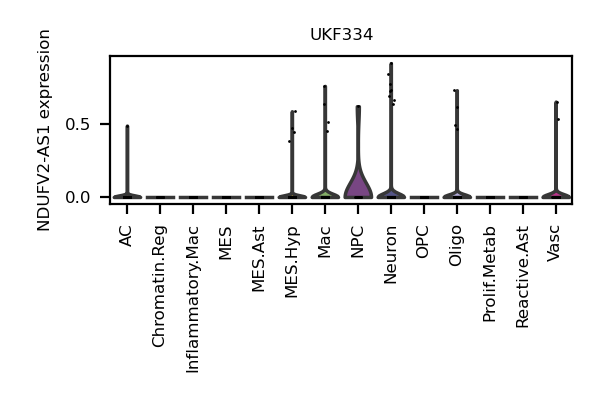 UKF334
NDUFV2-AS1 expression
0.5
0.0
AC
Chromatin.Reg
Inflammatory.Mac
MES
MES.Ast
MES.Hyp
Mac
NPC
Neuron
OPC
Oligo
Prolif.Metab
Reactive.Ast
Vasc